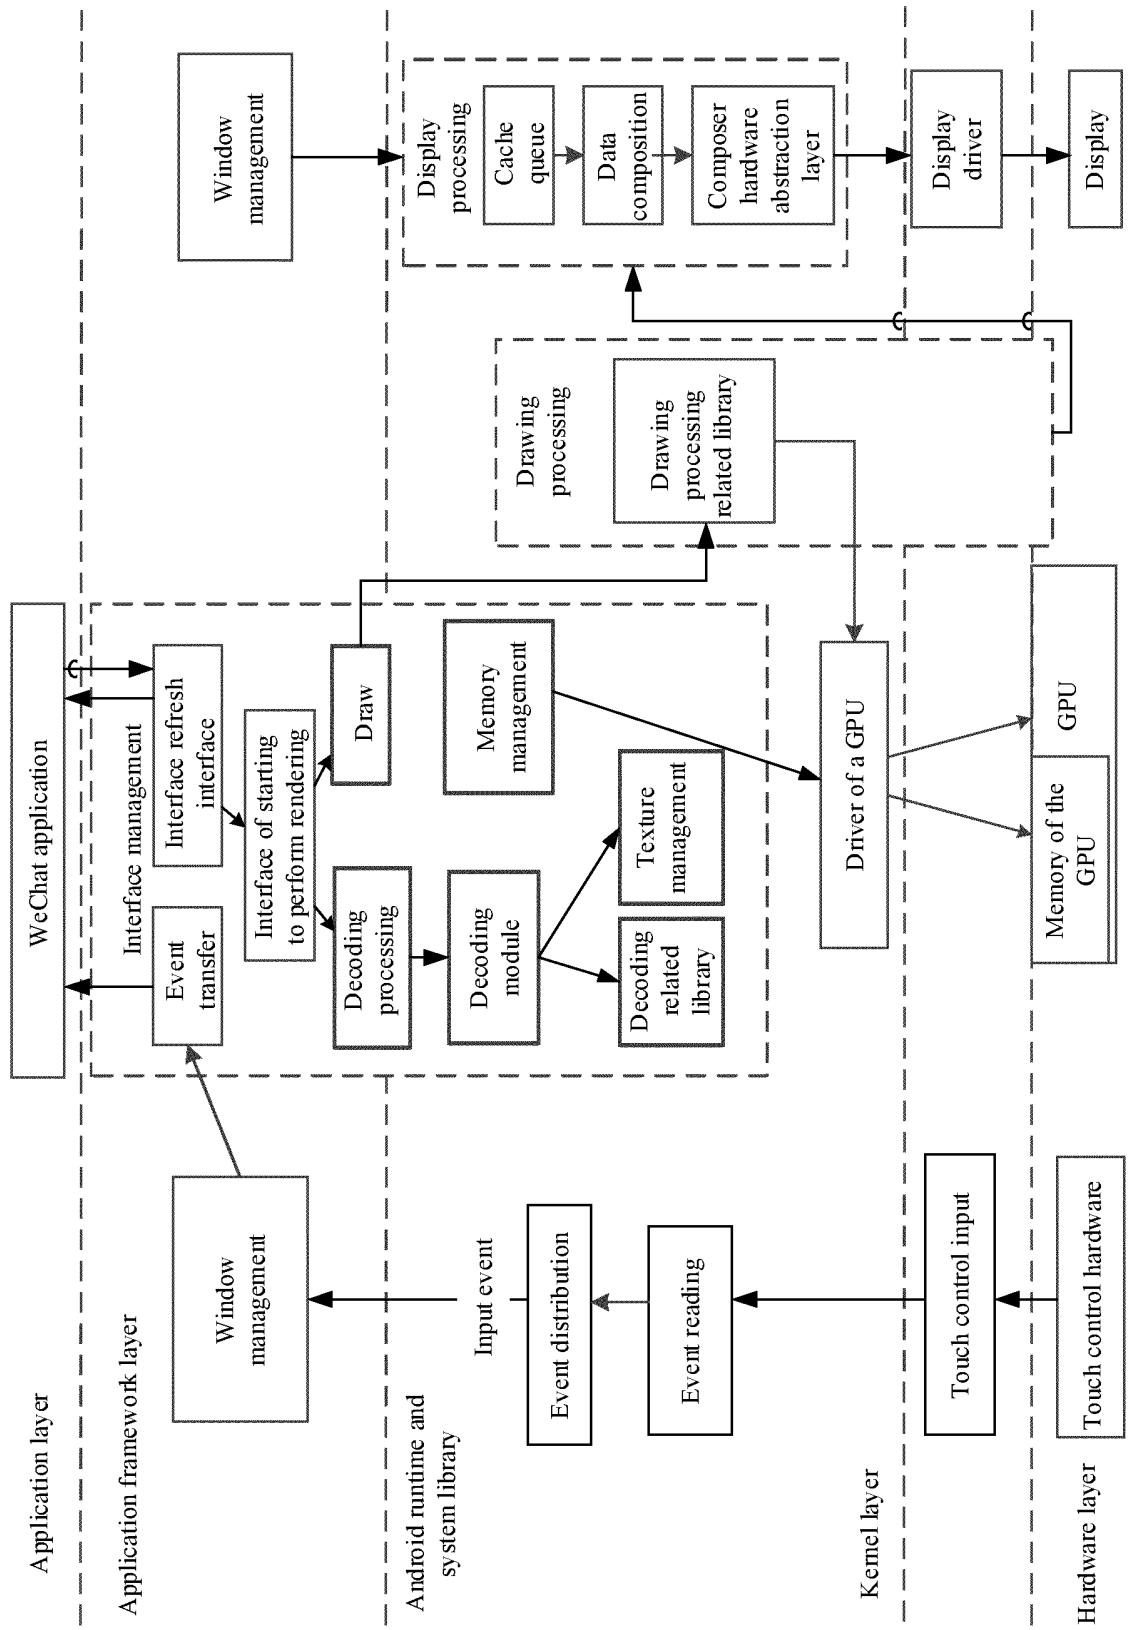 Application layer
WeChat application
Application framework layer
Window
management
Interface management
Event
transfer
Interface refresh
interface
Interface of starting
to perform rendering
Decoding
processing
Draw
Window
management
Android runtime and
system library
Input event
Event distribution
Event reading
Decoding
module
Memory
management
Decoding
related
library
Texture
management
Drawing
processing
Drawing
processing
related library
Display
processing
Cache
queue
Data
composition
Composer
hardware
abstraction
layer
Kernel layer
Touch control input
Driver of a GPU
Display
driver
Hardware layer
Touch control hardware
Memory of the
GPU
GPU
Display